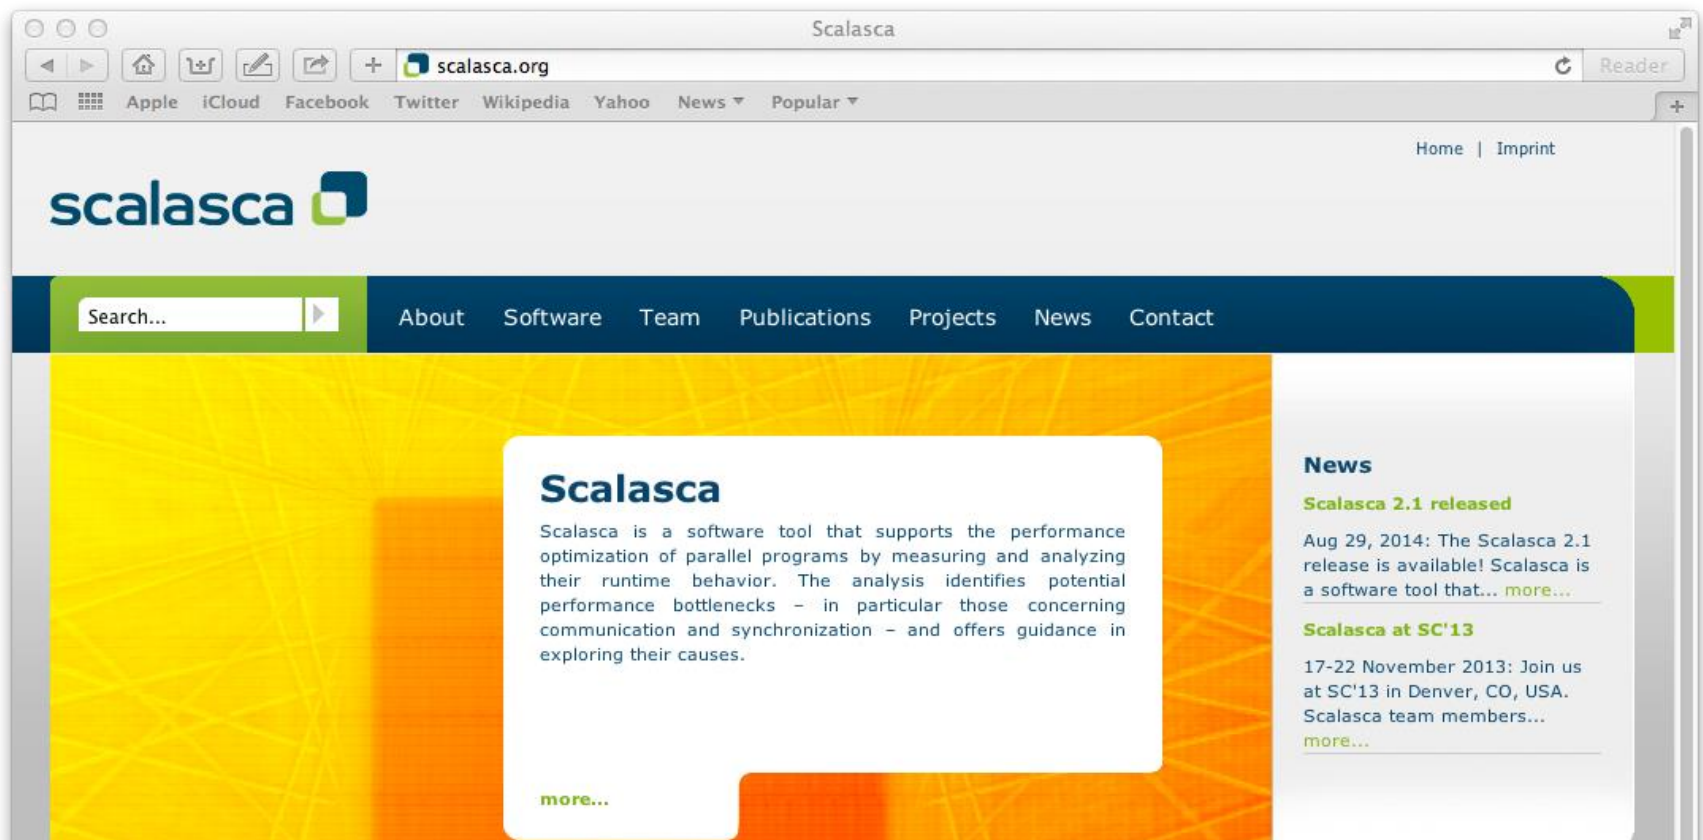 Scalasca
scalasca.org
Reader
Apple iCloud Facebook Twitter Wikipedia Yahoo News Popular
Home | Imprint
scalasca
Search...
About Software Team Publications Projects News Contact
Scalasca
Scalasca is a software tool that supports the performance
optimization of parallel programs by measuring and analyzing
their runtime behavior. The analysis identifies potential
performance bottlenecks – in particular those concerning
communication and synchronization – and offers guidance in
exploring their causes.
more...
News
Scalasca 2.1 released
Aug 29, 2014: The Scalasca 2.1
release is available! Scalasca is
a software tool that... more...
Scalasca at SC'13
17-22 November 2013: Join us
at SC'13 in Denver, CO, USA.
Scalasca team members...
more...